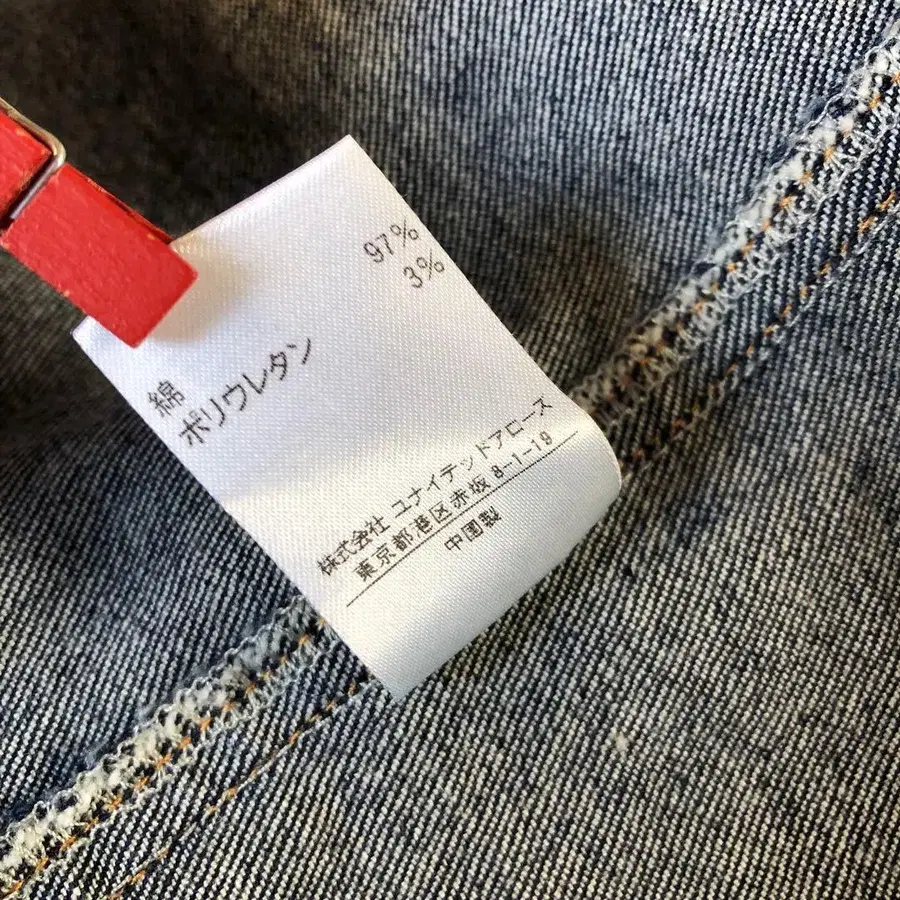 綿 97%
ポリウレタン 3%
株式会社 ユナイテッドアローズ
東京都港区赤坂 8-1-19
中国製